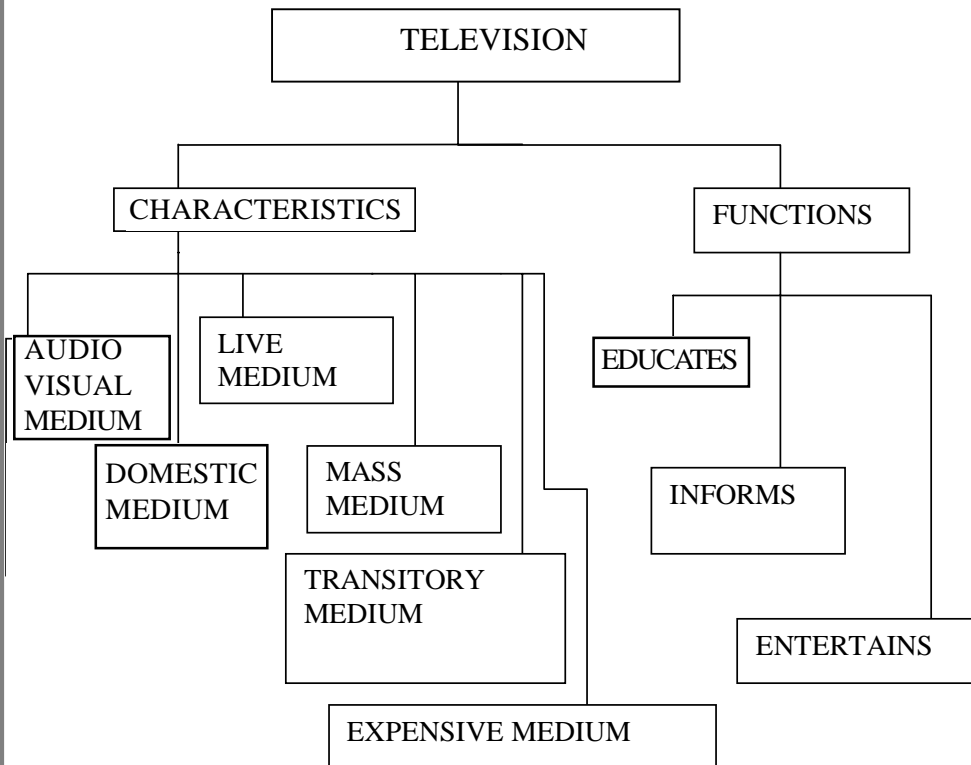 TELEVISION
CHARACTERISTICS
FUNCTIONS
AUDIO
VISUAL
MEDIUM
LIVE
MEDIUM
EDUCATES
DOMESTIC
MEDIUM
MASS
MEDIUM
INFORMS
TRANSITORY
MEDIUM
ENTERTAINS
EXPENSIVE MEDIUM